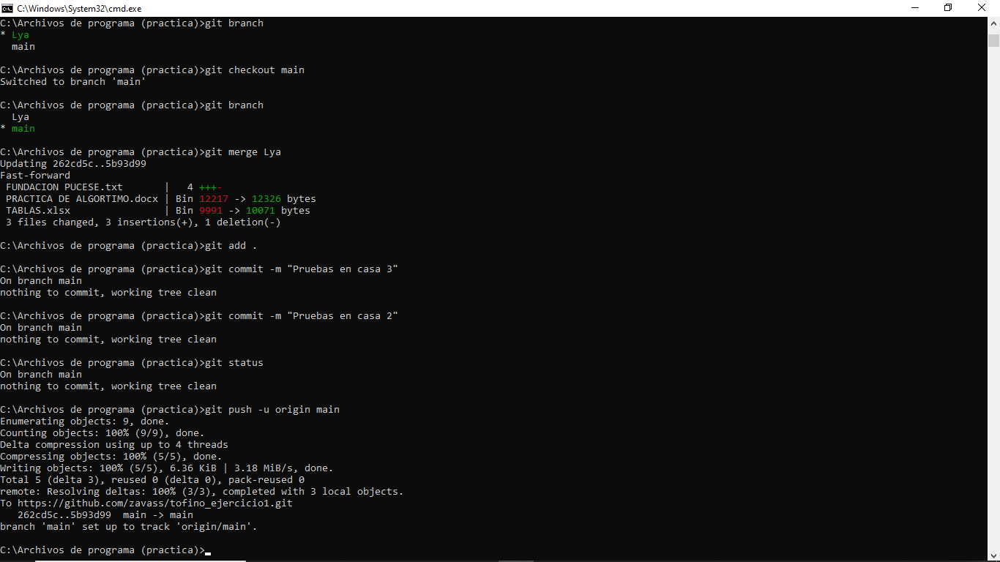 C:\Windows\System32\cmd.exe
C:\Archivos de programa (practica)>git branch
* Lya
  main
C:\Archivos de programa (practica)>git checkout main
Switched to branch 'main'
C:\Archivos de programa (practica)>git branch
  Lya
* main
C:\Archivos de programa (practica)>git merge Lya
Updating 262cd5c..5b93d99
Fast-forward
 FUNDACION PUCESE.txt       |   4 +++-
 PRACTICA DE ALGORTIMO.docx | Bin 12217 -> 12326 bytes
 TABLAS.xlsx                | Bin 9991 -> 10071 bytes
 3 files changed, 3 insertions(+), 1 deletion(-)
C:\Archivos de programa (practica)>git add .
C:\Archivos de programa (practica)>git commit -m "Pruebas en casa 3"
On branch main
nothing to commit, working tree clean
C:\Archivos de programa (practica)>git commit -m "Pruebas en casa 2"
On branch main
nothing to commit, working tree clean
C:\Archivos de programa (practica)>git status
On branch main
nothing to commit, working tree clean
C:\Archivos de programa (practica)>git push -u origin main
Enumerating objects: 9, done.
Counting objects: 100% (9/9), done.
Delta compression using up to 4 threads
Compressing objects: 100% (5/5), done.
Writing objects: 100% (5/5), 6.36 KiB | 3.18 MiB/s, done.
Total 5 (delta 3), reused 0 (delta 0), pack-reused 0
remote: Resolving deltas: 100% (3/3), completed with 3 local objects.
To https://github.com/zavass/tofino_ejercicio1.git
   262cd5c..5b93d99  main -> main
branch 'main' set up to track 'origin/main'.
C:\Archivos de programa (practica)>